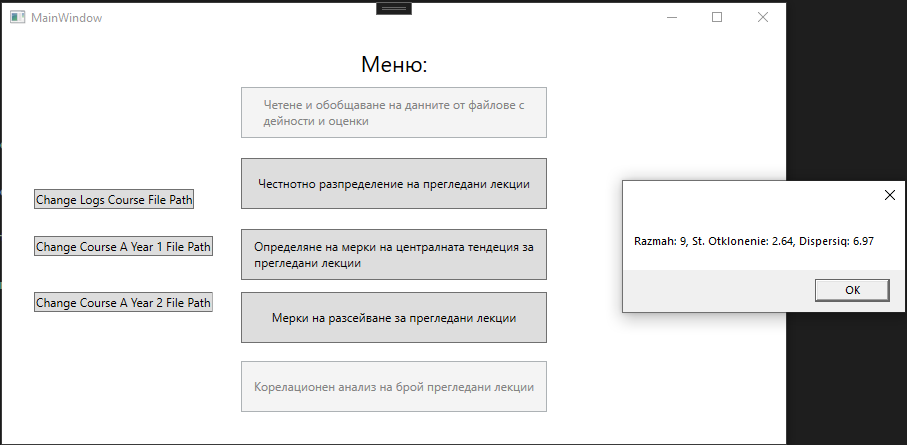 MainWindow
Меню:
Четене и обобщаване на данните от файлове с
дейности и оценки
Честнотно разпределение на прегледани лекции
Определяне на мерки на централната тендеция за
прегледани лекции
Мерки на разсейване за прегледани лекции
Корелационен анализ на брой прегледани лекции
Change Logs Course File Path
Change Course A Year 1 File Path
Change Course A Year 2 File Path
Razmah: 9, St. Otklonenie: 2.64, Dispersiq: 6.97
OK